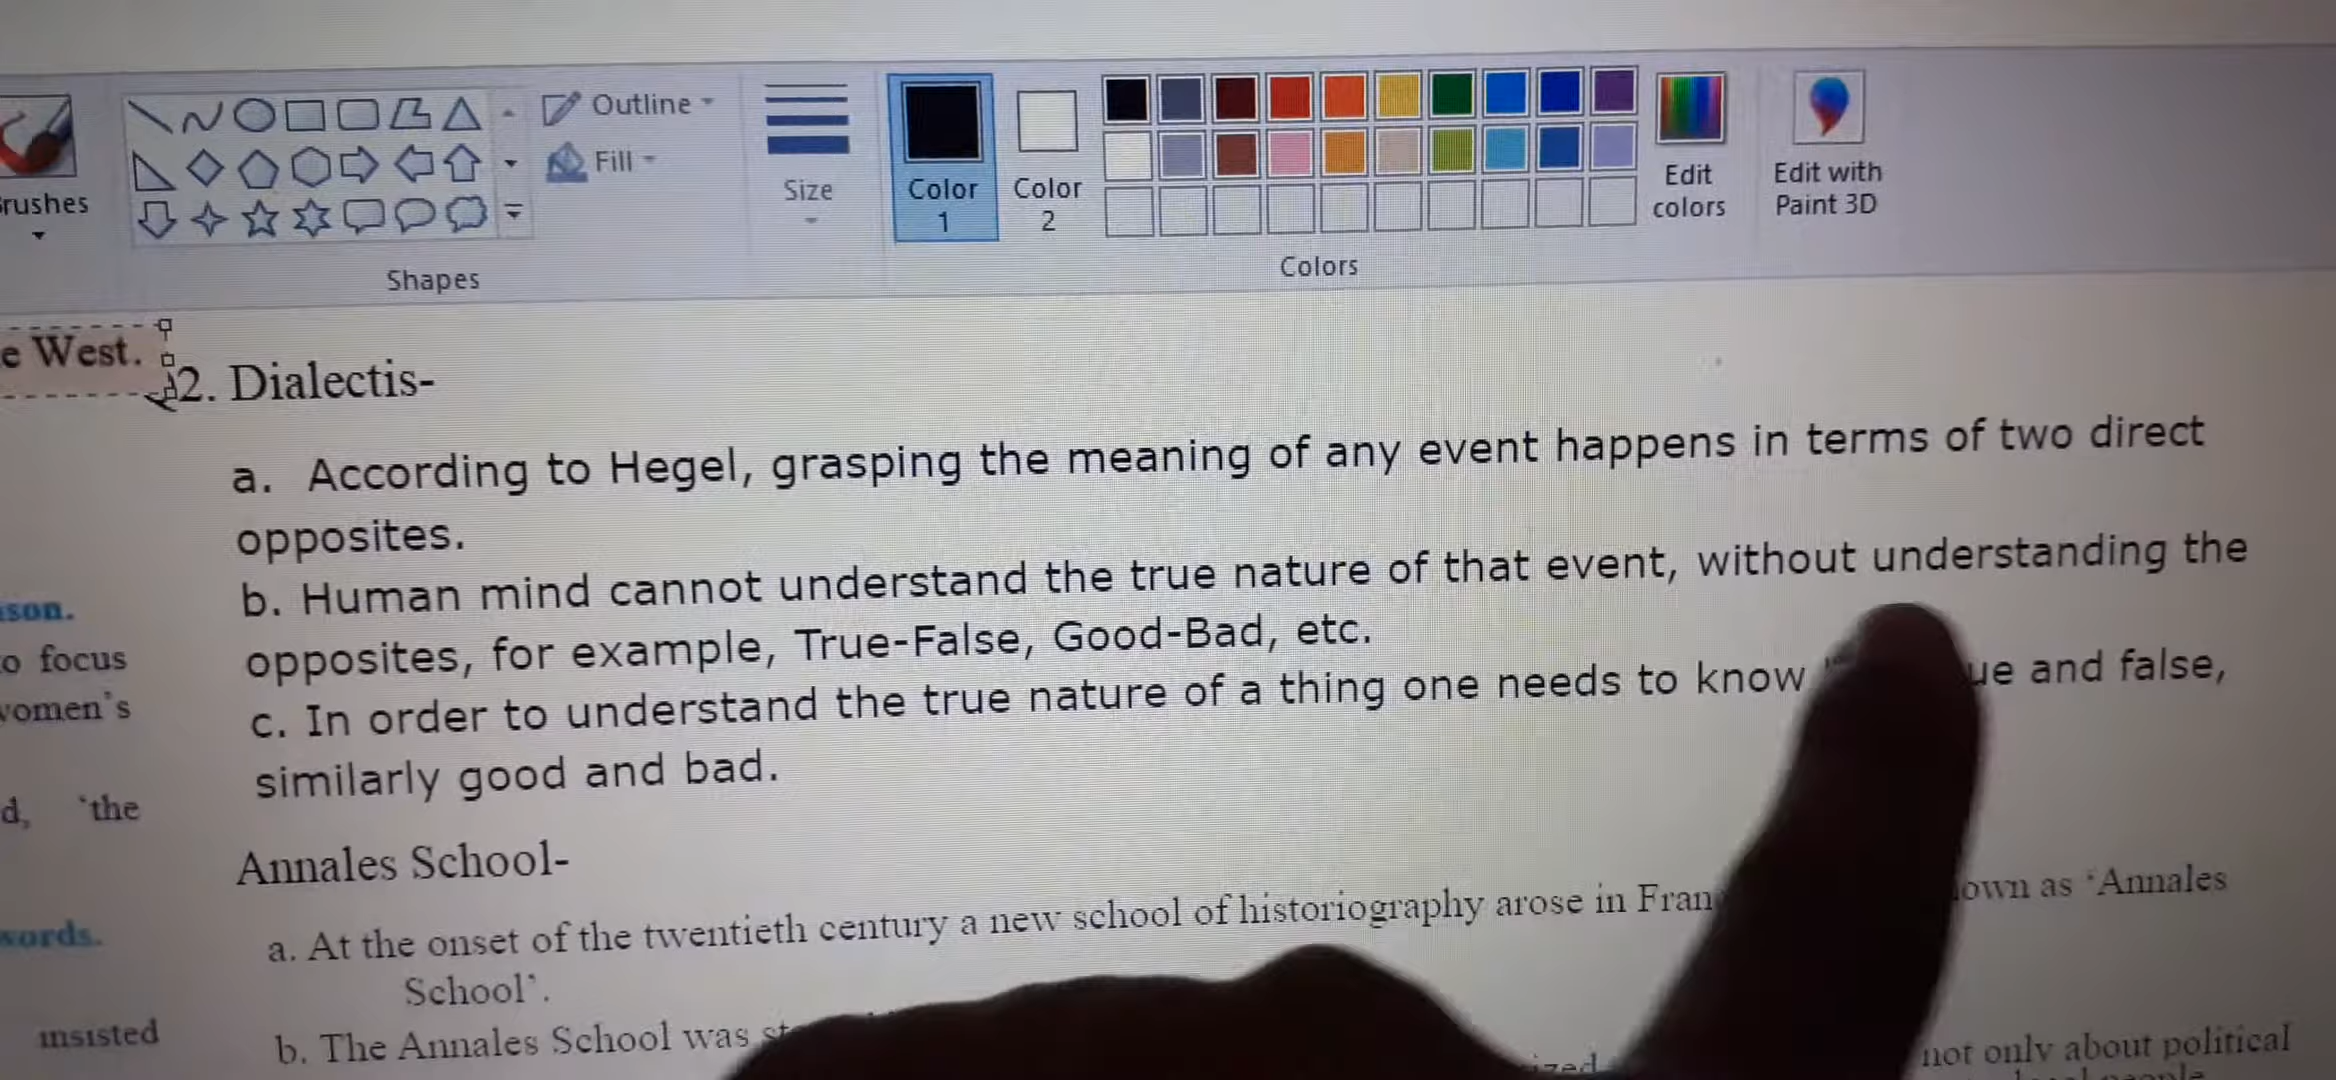 Outline
Fill
rushes
Size
Color
1
Color
2
Edit
colors
Edit with
Paint 3D
Shapes
Colors
e West.
2. Dialectis-
a. According to Hegel, grasping the meaning of any event happens in terms of two direct
opposites.
b. Human mind cannot understand the true nature of that event, without understanding the
opposites, for example, True-False, Good-Bad, etc.
c. In order to understand the true nature of a thing one needs to know ue and false,
similarly good and bad.
Annales School-
a. At the onset of the twentieth century a new school of historiography arose in Fran own as ‘Annales
School’.
b. The Annales School was st ized not only about political
son.
o focus
women's
d, 'the
words.
insisted